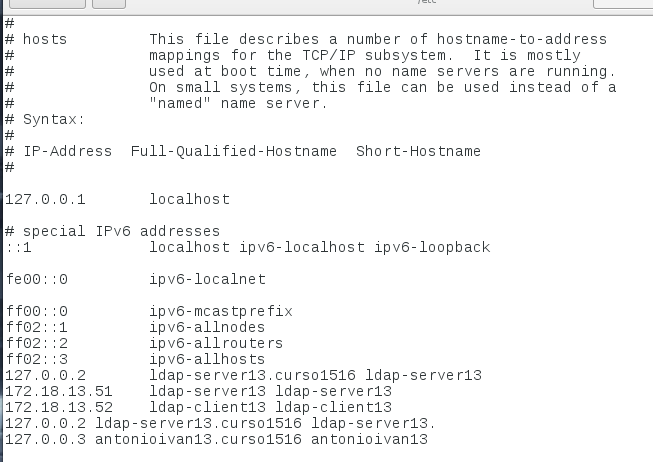 /etc
#
# hosts         This file describes a number of hostname-to-address
#               mappings for the TCP/IP subsystem.  It is mostly
#               used at boot time, when no name servers are running.
#               On small systems, this file can be used instead of a
#               "named" name server.
# Syntax:
#
# IP-Address  Full-Qualified-Hostname  Short-Hostname
#
127.0.0.1       localhost
# special IPv6 addresses
::1             localhost ipv6-localhost ipv6-loopback
fe00::0         ipv6-localnet
ff00::0         ipv6-mcastprefix
ff02::1         ipv6-allnodes
ff02::2         ipv6-allrouters
ff02::3         ipv6-allhosts
127.0.0.2       ldap-server13.curso1516 ldap-server13
172.18.13.51    ldap-server13 ldap-server13
172.18.13.52    ldap-client13 ldap-client13
127.0.0.2 ldap-server13.curso1516 ldap-server13.
127.0.0.3 antonioivan13.curso1516 antonioivan13